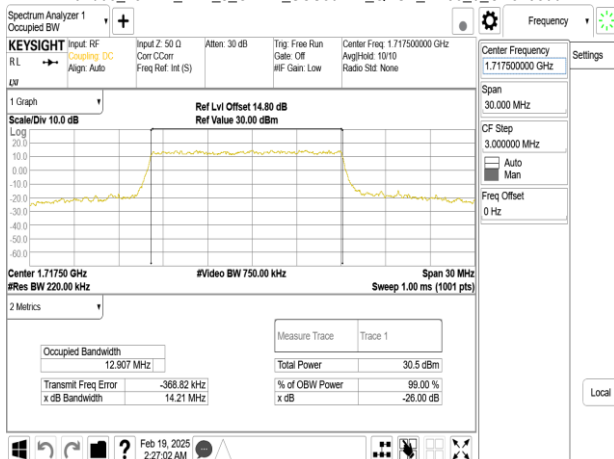 Spectrum Analyzer 1
Occupied BW
Frequency
KEYSIGHT
Input: RF
Coupling: DC
Align: Auto
Input Z: 50 Ω
Corr CCorr
Freq Ref: Int (S)
Atten: 30 dB
Trig: Free Run
Gate: Off
#IF Gain: Low
Center Freq: 1.717500000 GHz
Avg|Hold: 10/10
Radio Std: None
RL
LXI
Center Frequency
1.717500000 GHz
Settings
Span
30.000 MHz
CF Step
3.000000 MHz
Auto
Man
Freq Offset
0 Hz
Local
1 Graph
Scale/Div 10.0 dB
Ref Lvl Offset 14.80 dB
Ref Value 30.00 dBm
Log
20.0
10.0
0.00
-10.0
-20.0
-30.0
-40.0
-50.0
-60.0
Center 1.71750 GHz
#Res BW 220.00 kHz
#Video BW 750.00 kHz
Span 30 MHz
Sweep 1.00 ms (1001 pts)
2 Metrics
Measure Trace Trace 1
Occupied Bandwidth
12.907 MHz
Total Power 30.5 dBm
Transmit Freq Error -368.82 kHz
% of OBW Power 99.00 %
x dB Bandwidth 14.21 MHz
x dB -26.00 dB
Feb 19, 2025
2:27:02 AM